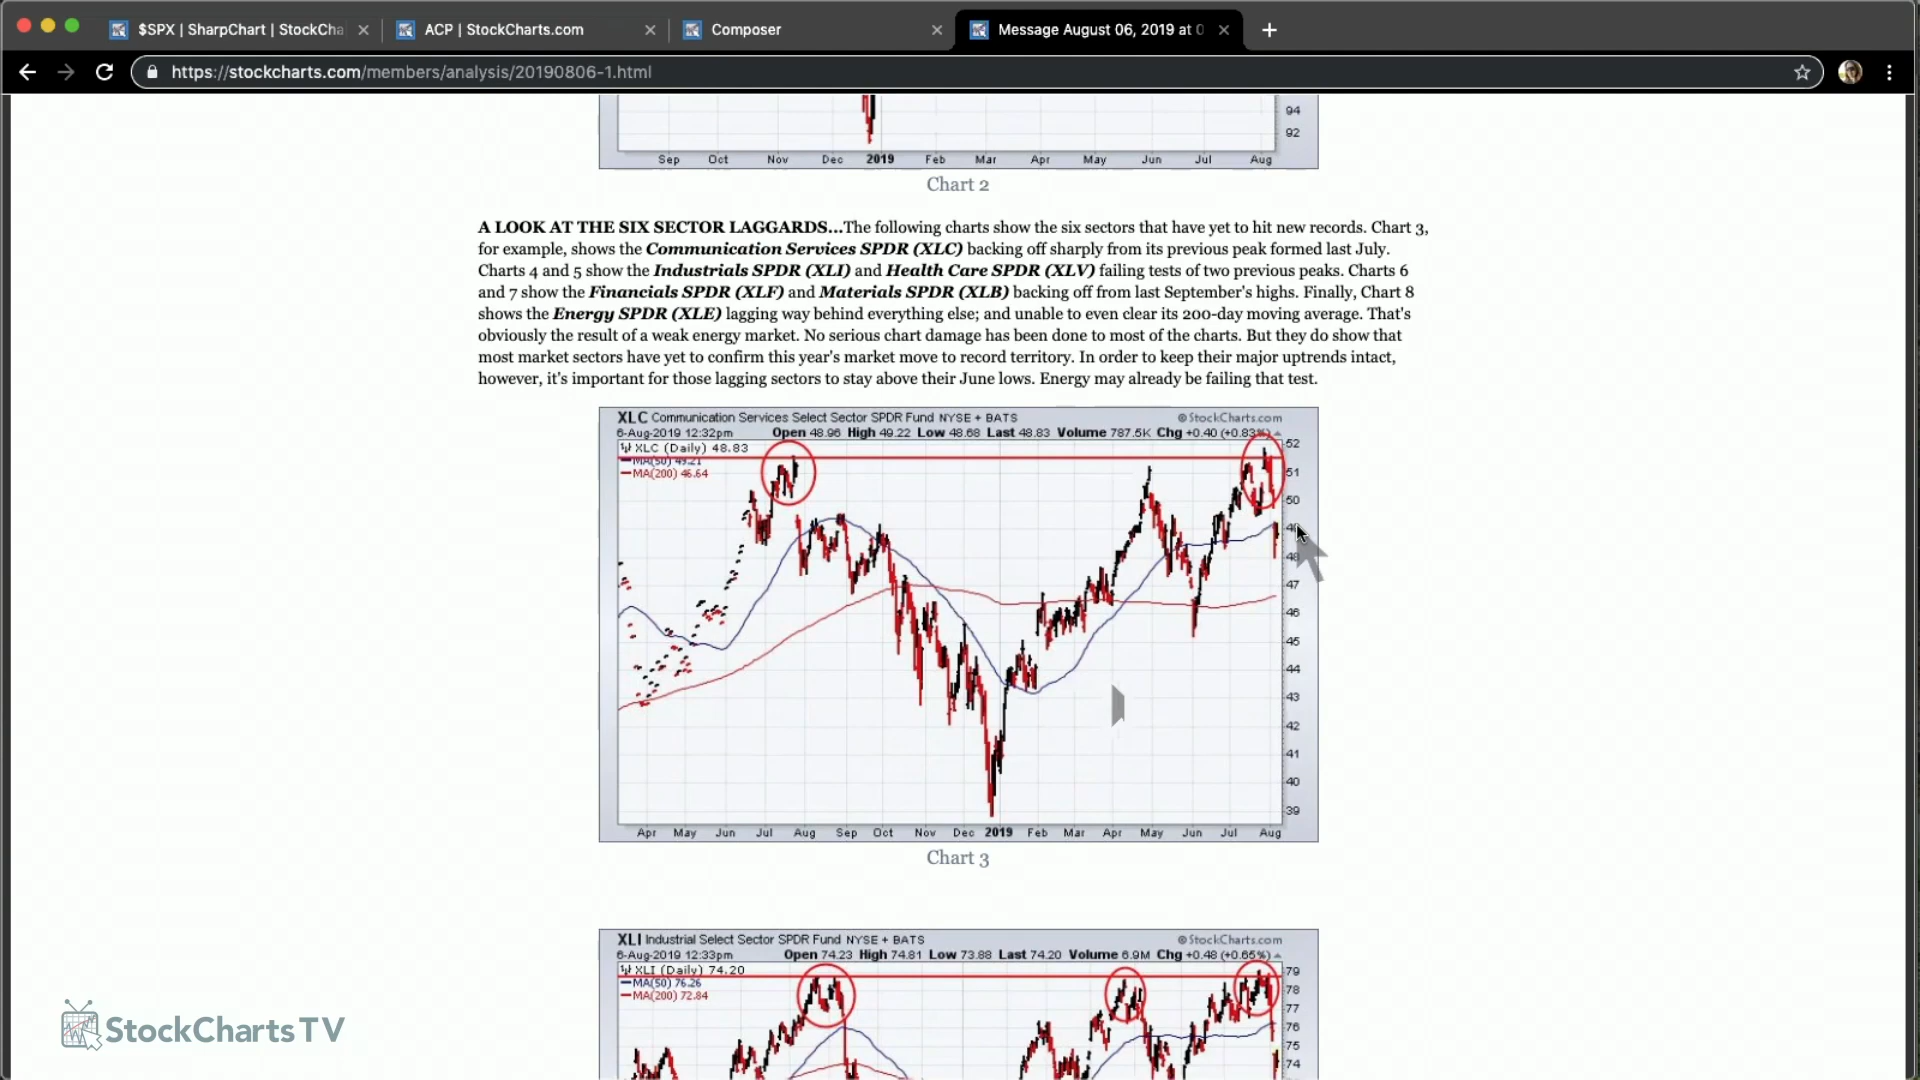 $SPX | SharpChart | StockCha
ACP | StockCharts.com
Composer
Message August 06, 2019 at 0
https://stockcharts.com/members/analysis/20190806-1.html
94
92
Sep Oct Nov Dec 2019 Feb Mar Apr May Jun Jul Aug
Chart 2
A LOOK AT THE SIX SECTOR LAGGARDS...The following charts show the six sectors that have yet to hit new records. Chart 3,
for example, shows the Communication Services SPDR (XLC) backing off sharply from its previous peak formed last July.
Charts 4 and 5 show the Industrials SPDR (XLI) and Health Care SPDR (XLV) failing tests of two previous peaks. Charts 6
and 7 show the Financials SPDR (XLF) and Materials SPDR (XLB) backing off from last September's highs. Finally, Chart 8
shows the Energy SPDR (XLE) lagging way behind everything else; and unable to even clear its 200-day moving average. That's
obviously the result of a weak energy market. No serious chart damage has been done to most of the charts. But they do show that
most market sectors have yet to confirm this year's market move to record territory. In order to keep their major uptrends intact,
however, it's important for those lagging sectors to stay above their June lows. Energy may already be failing that test.
XLC Communication Services Select Sector SPDR Fund NYSE + BATS
© StockCharts.com
6-Aug-2019 12:32pm
Open 48.96 High 49.22 Low 48.68 Last 48.83 Volume 787.5K Chg +0.40 (+0.83%)
XLC (Daily) 48.83
MA(50) 49.21
MA(200) 46.64
52
51
50
48
47
46
45
44
43
42
41
40
39
Apr May Jun Jul Aug Sep Oct Nov Dec 2019 Feb Mar Apr May Jun Jul Aug
Chart 3
XLI Industrial Select Sector SPDR Fund NYSE + BATS
© StockCharts.com
6-Aug-2019 12:33pm
Open 74.23 High 74.81 Low 73.88 Last 74.20 Volume 6.9M Chg +0.48 (+0.65%)
XLI (Daily) 74.20
MA(50) 76.26
MA(200) 72.84
79
78
77
76
75
74
StockChartsTV